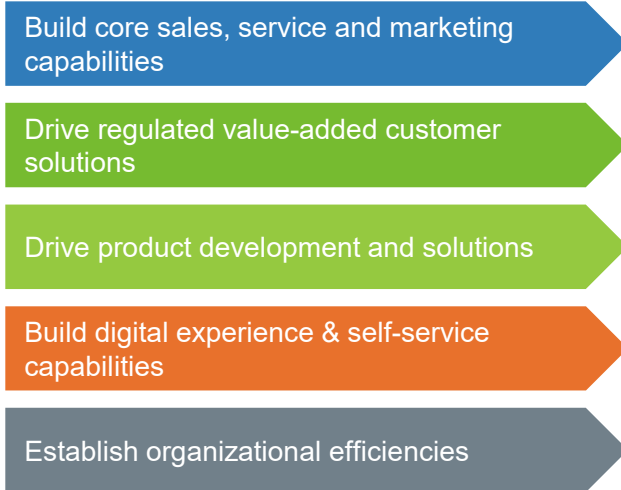 Build core sales, service and marketing
capabilities
Drive regulated value-added customer
solutions
Drive product development and solutions
Build digital experience & self-service
capabilities
Establish organizational efficiencies